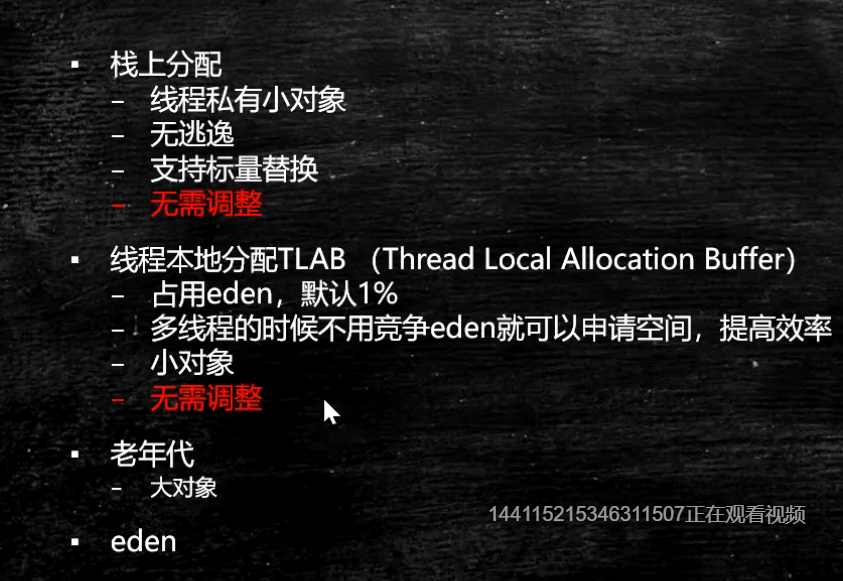 ▪ 栈上分配
– 线程私有小对象
– 无逃逸
– 支持标量替换
– 无需调整
▪ 线程本地分配TLAB （Thread Local Allocation Buffer）
– 占用eden，默认1%
– 多线程的时候不用竞争eden就可以申请空间，提高效率
– 小对象
– 无需调整
▪ 老年代
– 大对象
144115215346311507正在观看视频
▪ eden